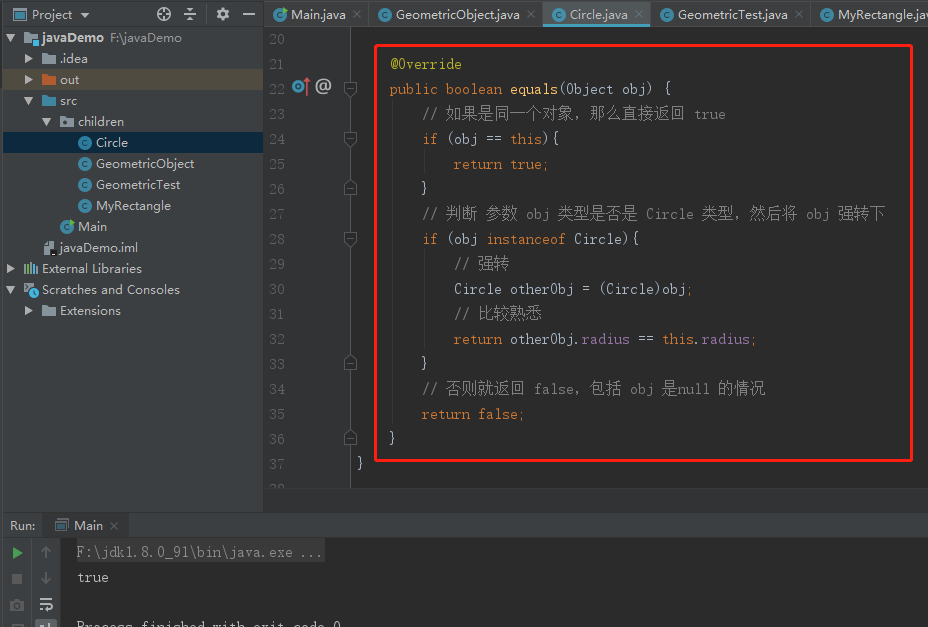 Project
Main.java GeometricObject.java Circle.java GeometricTest.java MyRectangle.jav
javaDemo F:\javaDemo
.idea
out
src
children
Circle
GeometricObject
GeometricTest
MyRectangle
Main
javaDemo.iml
External Libraries
Scratches and Consoles
Extensions
20
21 @Override
22 @ public boolean equals(Object obj) {
23 // 如果是同一个对象，那么直接返回 true
24 if (obj == this){
25 return true;
26 }
27 // 判断 参数 obj 类型是否是 Circle 类型，然后将 obj 强转下
28 if (obj instanceof Circle){
29 // 强转
30 Circle otherObj = (Circle)obj;
31 // 比较熟悉
32 return otherObj.radius == this.radius;
33 }
34 // 否则就返回 false，包括 obj 是null 的情况
35 return false;
36 }
37 }
38
Run: Main
F:\jdk1.8.0_91\bin\java.exe ...
true
Process finished with exit code 0